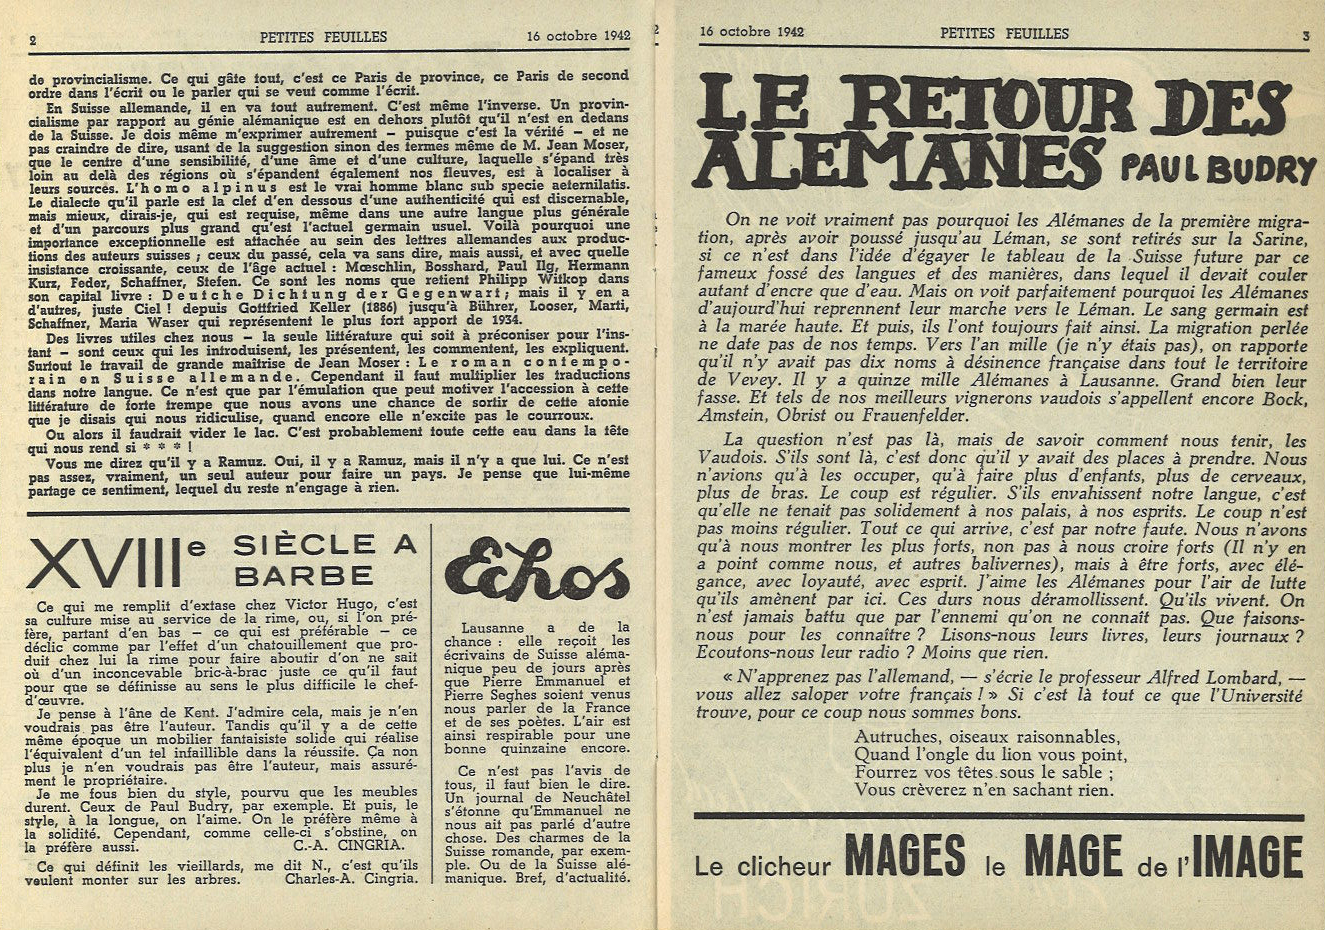 2 PETITES FEUILLES 16 octobre 1942
de provincialisme. Ce qui gâte tout, c'est ce Paris de province, ce Paris de second
ordre dans l'écrit ou le parler qui se veut comme l'écrit.
En Suisse allemande, il en va tout autrement. C'est même l'inverse. Un provin-
cialisme par rapport au génie alémanique est en dehors plutôt qu'il n'est en dedans
de la Suisse. Je dois même m'exprimer autrement – puisque c'est la vérité – et ne
pas craindre de dire, usant de la suggestion sinon des termes même de M. Jean Moser,
que le centre d'une sensibilité, d'une âme et d'une culture, laquelle s'épand très
loin au delà des régions où s'épandent également nos fleuves, est à localiser à
leurs sources. L'homo alpinus est le vrai homme blanc sub specie aeternilatis.
Le dialecte qu'il parle est la clef d'en dessous d'une authenticité qui est discernable,
mais mieux, dirais-je, qui est requise, même dans une autre langue plus générale
et d'un parcours plus grand qu'est l'actuel germain usuel. Voilà pourquoi une
importance exceptionnelle est attachée au sein des lettres allemandes aux produc-
tions des auteurs suisses ; ceux du passé, cela va sans dire, mais aussi, et avec quelle
insistance croissante, ceux de l'âge actuel : Mœschlin, Bosshard, Paul Ilg, Hermann
Kurz, Feder, Schaffner, Stefen. Ce sont les noms que retient Philipp Witkop dans
son capital livre : Deutche Dichtung der Gegenwart; mais il y en a
d'autres, juste Ciel ! depuis Gottfried Keller (1886) jusqu'à Bührer, Looser, Marti,
Schaffner, Maria Waser qui représentent le plus fort apport de 1934.
Des livres utiles chez nous – la seule littérature qui soit à préconiser pour l'ins-
tant – sont ceux qui les introduisent, les présentent, les commentent, les expliquent.
Surtout le travail de grande maîtrise de Jean Moser : Le roman contempo-
rain en Suisse allemande. Cependant il faut multiplier les traductions
dans notre langue. Ce n'est que par l'émulation que peut motiver l'accession à cette
littérature de forte trempe que nous avons une chance de sortir de cette atonie
que je disais qui nous ridiculise, quand encore elle n'excite pas le courroux.
Ou alors il faudrait vider le lac. C'est probablement toute cette eau dans la tête
qui nous rend si * * * !
Vous me direz qu'il y a Ramuz. Oui, il y a Ramuz, mais il n'y a que lui. Ce n'est
pas assez, vraiment, un seul auteur pour faire un pays. Je pense que lui-même
partage ce sentiment, lequel du reste n'engage à rien.
XVIIIe SIÈCLE A
BARBE
Ce qui me remplit d'extase chez Victor Hugo, c'est
sa culture mise au service de la rime, ou, si l'on pré-
fère, partant d'en bas – ce qui est préférable – ce
déclic comme par l'effet d'un chatouillement que pro-
duit chez lui la rime pour faire aboutir d'on ne sait
où d'un inconcevable bric-à-brac juste ce qu'il faut
pour que se définisse au sens le plus difficile le chef-
d'œuvre.
Je pense à l'âne de Kent. J'admire cela, mais je n'en
voudrais pas être l'auteur. Tandis qu'il y a de cette
même époque un mobilier fantaisiste solide qui réalise
l'équivalent d'un tel infaillible dans la réussite. Ça non
plus je n'en voudrais pas être l'auteur, mais assuré-
ment le propriétaire.
Je me fous bien du style, pourvu que les meubles
durent. Ceux de Paul Budry, par exemple. Et puis, le
style, à la longue, on l'aime. On le préfère même à
la solidité. Cependant, comme celle-ci s'obstine, on
la préfère aussi. C.-A. CINGRIA.
Ce qui définit les vieillards, me dit N., c'est qu'ils
veulent monter sur les arbres. Charles-A. Cingria.
Echos
Lausanne a de la
chance : elle reçoit les
écrivains de Suisse aléma-
nique peu de jours après
que Pierre Emmanuel et
Pierre Seghes soient venus
nous parler de la France
et de ses poètes. L'air est
ainsi respirable pour une
bonne quinzaine encore.
Ce n'est pas l'avis de
tous, il faut bien le dire.
Un journal de Neuchâtel
s'étonne qu'Emmanuel ne
nous ait pas parlé d'autre
chose. Des charmes de la
Suisse romande, par exem-
ple. Ou de la Suisse alé-
manique. Bref, d'actualité.
16 octobre 1942 PETITES FEUILLES 3
LE RETOUR DES
ALEMANES PAUL BUDRY
On ne voit vraiment pas pourquoi les Alémanes de la première migra-
tion, après avoir poussé jusqu'au Léman, se sont retirés sur la Sarine,
si ce n'est dans l'idée d'égayer le tableau de la Suisse future par ce
fameux fossé des langues et des manières, dans lequel il devait couler
autant d'encre que d'eau. Mais on voit parfaitement pourquoi les Alémanes
d'aujourd'hui reprennent leur marche vers le Léman. Le sang germain est
à la marée haute. Et puis, ils l'ont toujours fait ainsi. La migration perlée
ne date pas de nos temps. Vers l'an mille (je n'y étais pas), on rapporte
qu'il n'y avait pas dix noms à désinence française dans tout le territoire
de Vevey. Il y a quinze mille Alémanes à Lausanne. Grand bien leur
fasse. Et tels de nos meilleurs vignerons vaudois s'appellent encore Bock,
Amstein, Obrist ou Frauenfelder.
La question n'est pas là, mais de savoir comment nous tenir, les
Vaudois. S'ils sont là, c'est donc qu'il y avait des places à prendre. Nous
n'avions qu'à les occuper, qu'à faire plus d'enfants, plus de cerveaux,
plus de bras. Le coup est régulier. S'ils envahissent notre langue, c'est
qu'elle ne tenait pas solidement à nos palais, à nos esprits. Le coup n'est
pas moins régulier. Tout ce qui arrive, c'est par notre faute. Nous n'avons
qu'à nous montrer les plus forts, non pas à nous croire forts (Il n'y en
a point comme nous, et autres balivernes), mais à être forts, avec élé-
gance, avec loyauté, avec esprit. J'aime les Alémanes pour l'air de lutte
qu'ils amènent par ici. Ces durs nous déramollissent. Qu'ils vivent. On
n'est jamais battu que par l'ennemi qu'on ne connaît pas. Que faisons-
nous pour les connaître ? Lisons-nous leurs livres, leurs journaux ?
Ecoutons-nous leur radio ? Moins que rien.
« N'apprenez pas l'allemand, — s'écrie le professeur Alfred Lombard, —
vous allez saloper votre français ! » Si c'est là tout ce que l'Université
trouve, pour ce coup nous sommes bons.
Autruches, oiseaux raisonnables,
Quand l'ongle du lion vous point,
Fourrez vos têtes sous le sable ;
Vous crèverez n'en sachant rien.
Le clicheur MAGES le MAGE de l'IMAGE